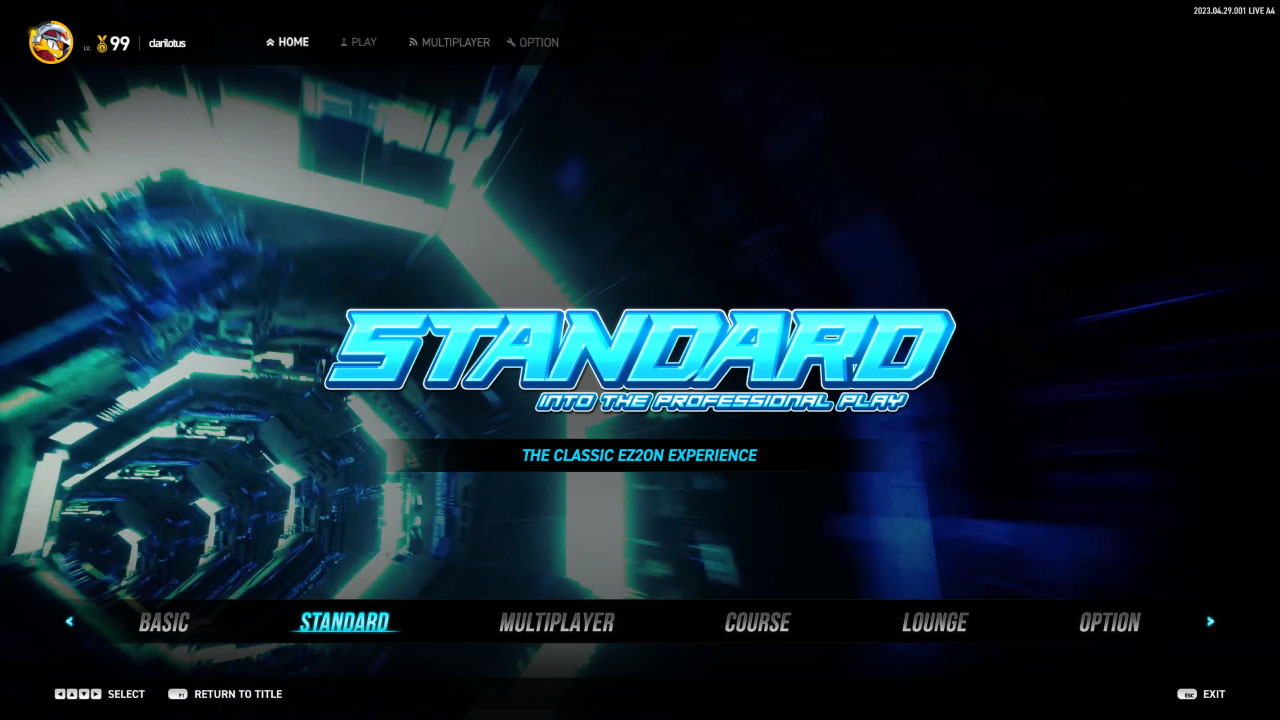 2023.04.29.001 LIVE A4
LV. 99 darilotus
HOME PLAY MULTIPLAYER OPTION
STANDARD
INTO THE PROFESSIONAL PLAY
THE CLASSIC EZ2ON EXPERIENCE
BASIC STANDARD MULTIPLAYER COURSE LOUNGE OPTION
SELECT F1 RETURN TO TITLE ESC EXIT